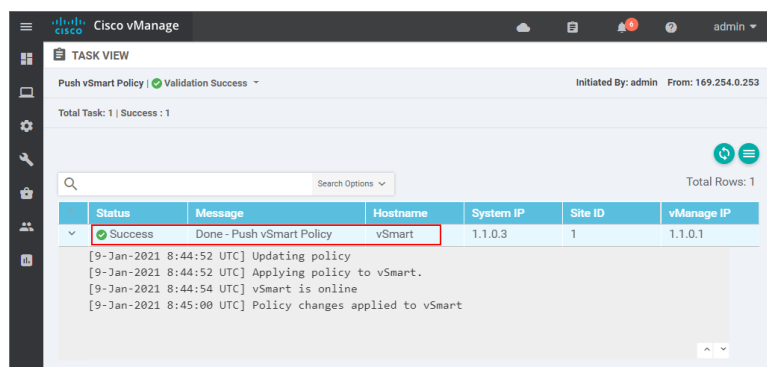 cisco Cisco vManage 6 admin
TASK VIEW
Push vSmart Policy | Validation Success Initiated By: admin From: 169.254.0.253
Total Task: 1 | Success : 1
Search Options Total Rows: 1
Status Message Hostname System IP Site ID vManage IP
Success Done - Push vSmart Policy vSmart 1.1.0.3 1 1.1.0.1
[9-Jan-2021 8:44:52 UTC] Updating policy
[9-Jan-2021 8:44:52 UTC] Applying policy to vSmart.
[9-Jan-2021 8:44:54 UTC] vSmart is online
[9-Jan-2021 8:45:00 UTC] Policy changes applied to vSmart